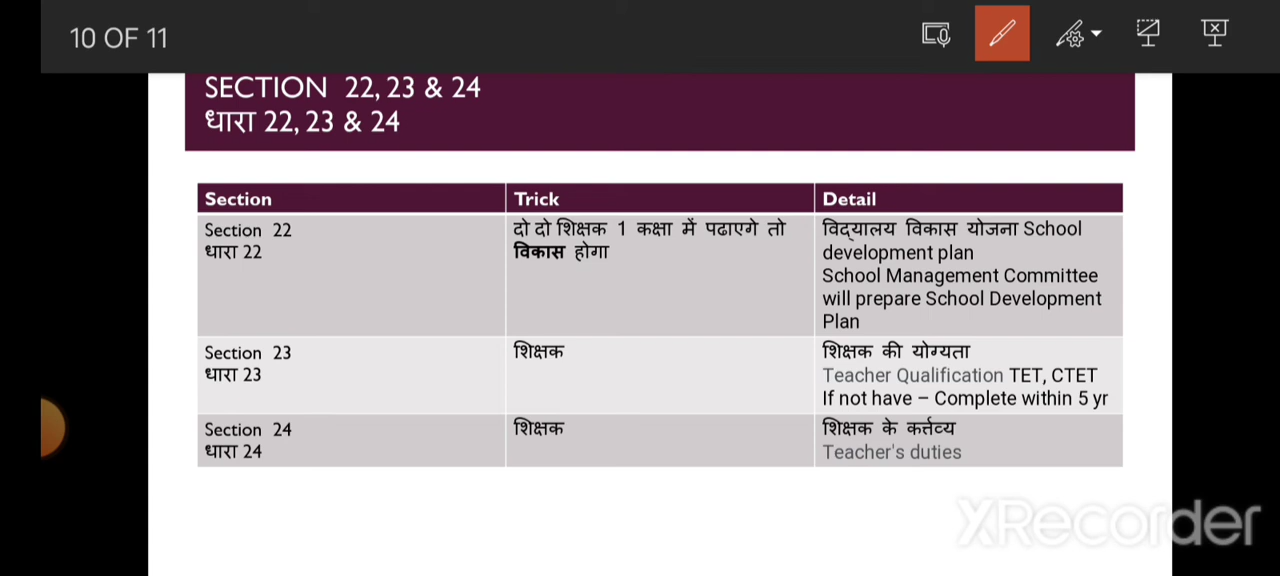 10 OF 11
SECTION 22, 23 & 24
धारा 22, 23 & 24
Section
Trick
Detail
Section 22
धारा 22
दो दो शिक्षक 1 कक्षा में पढाएगे तो
विकास होगा
विद्यालय विकास योजना School
development plan
School Management Committee
will prepare School Development
Plan
Section 23
धारा 23
शिक्षक
शिक्षक की योग्यता
Teacher Qualification TET, CTET
If not have – Complete within 5 yr
Section 24
धारा 24
शिक्षक
शिक्षक के कर्त्तव्य
Teacher's duties
XRecorder